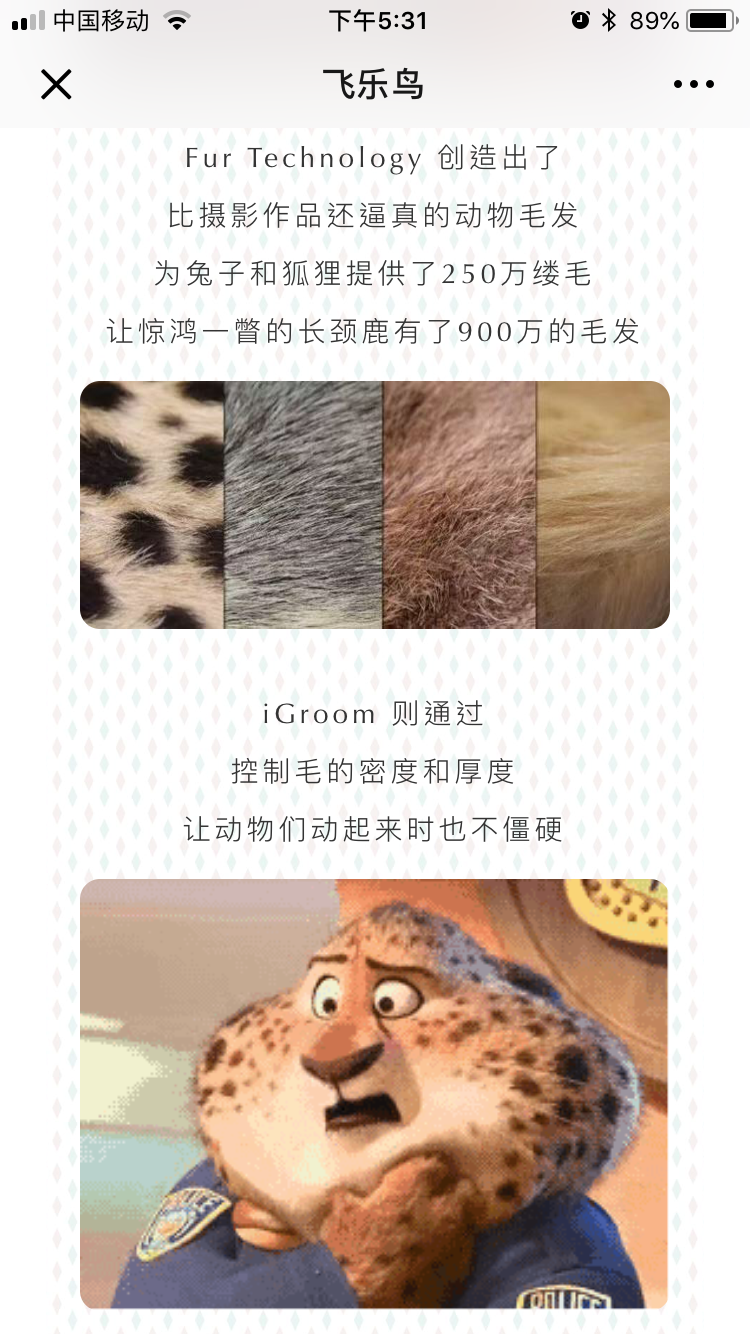 中国移动 下午5:31 89%
飞乐鸟
Fur Technology 创造出了
比摄影作品还逼真的动物毛发
为兔子和狐狸提供了250万缕毛
让惊鸿一瞥的长颈鹿有了900万的毛发
iGroom 则通过
控制毛的密度和厚度
让动物们动起来时也不僵硬
POLICE
POLICE